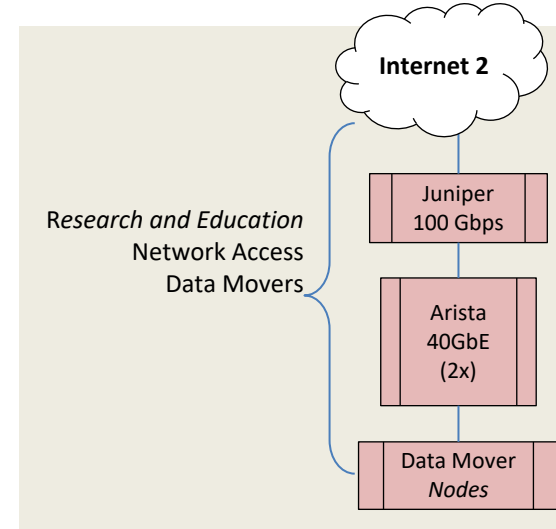 Internet 2
Juniper
100 Gbps
Research and Education
Network Access
Data Movers
Arista
40GbE
(2x)
Data Mover
Nodes